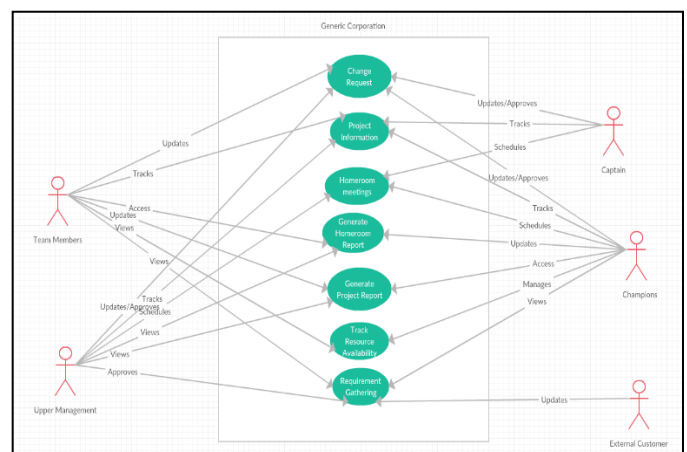 Generic Corporation
Change
Request
Updates/Approves
Project
Information
Tracks
Updates
Schedules
Captain
Tracks
Homeroom
meetings
Updates/Approves
Access
Tracks
Updates
Schedules
Views
Generate
Homeroom
Report
Updates
Team Members
Views
Access
Champions
Generate
Project Report
Manages
Tracks
Updates/Approves
Views
Schedules
Views
Track
Resource
Availability
Views
Approves
Requirement
Gathering
Upper Management
Updates
External Customer